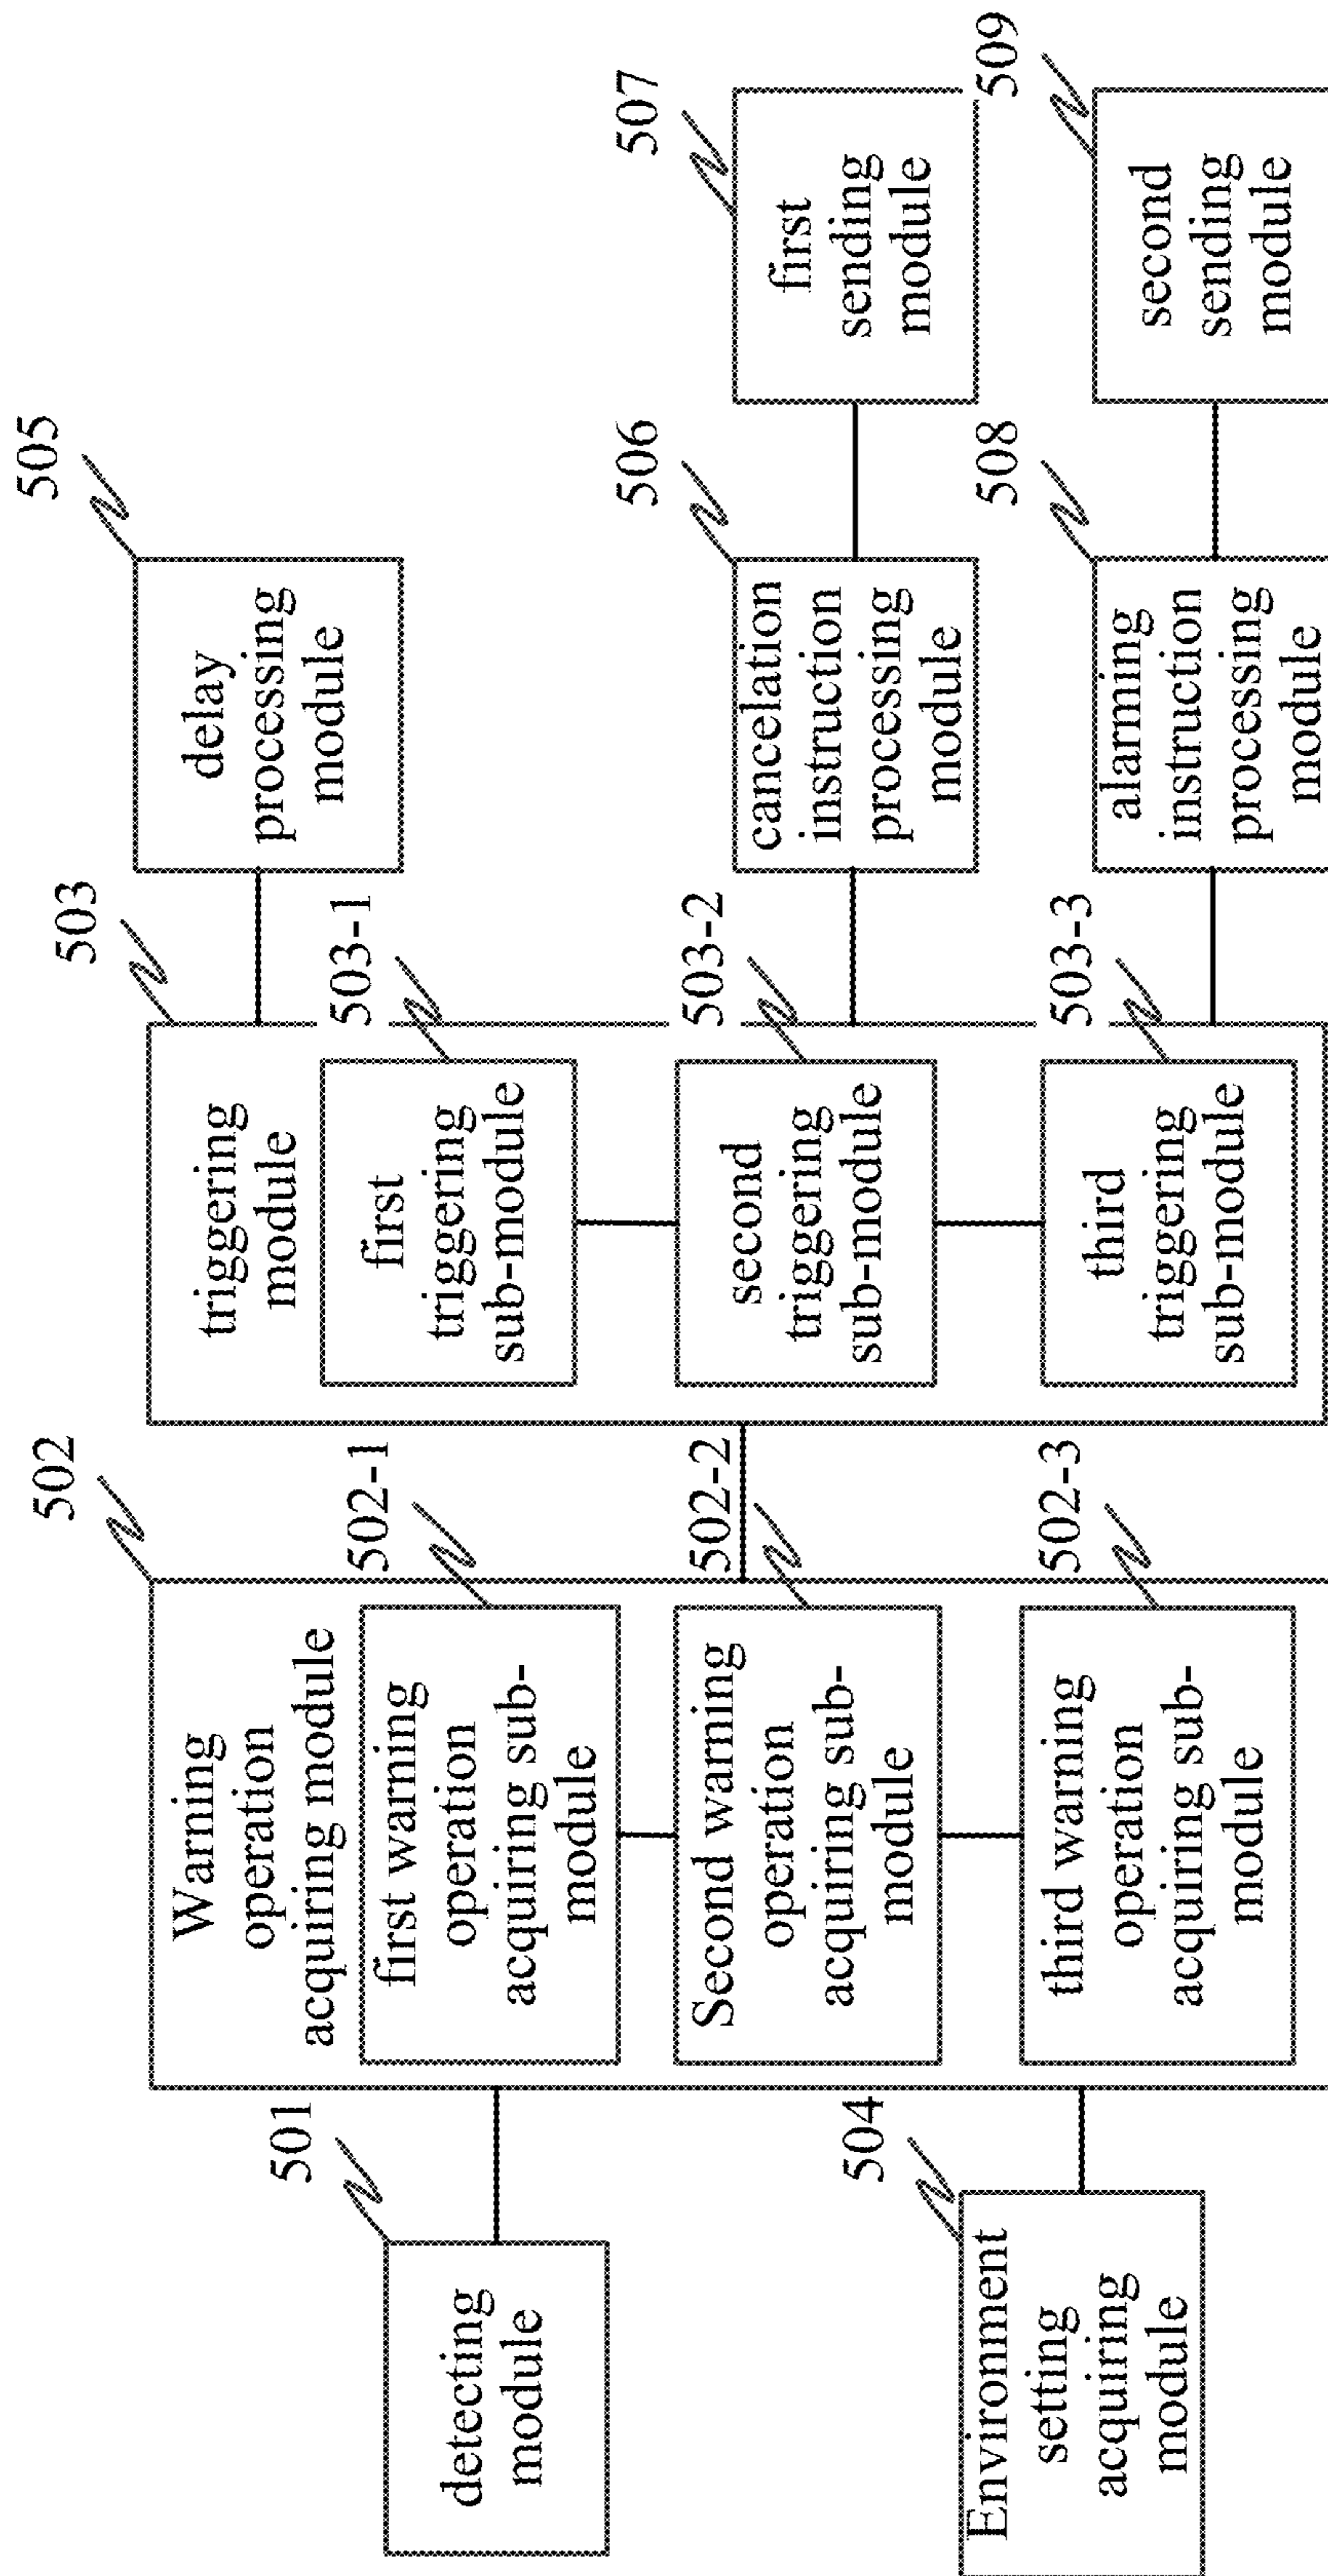 501
detecting
module
504
Environment
setting
acquiring
module
502
Warning
operation
acquiring module
502-1
first warning
operation
acquiring sub-
module
502-2
Second warning
operation
acquiring sub-
module
502-3
third warning
operation
acquiring sub-
module
503
triggering
module
503-1
first
triggering
sub-module
503-2
second
triggering
sub-module
503-3
third
triggering
sub-module
505
delay
processing
module
506
cancelation
instruction
processing
module
507
first
sending
module
508
alarming
instruction
processing
module
509
second
sending
module